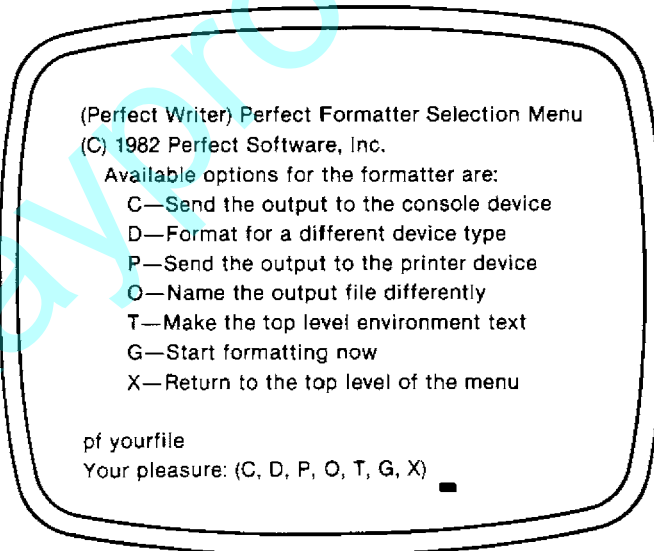 (Perfect Writer) Perfect Formatter Selection Menu
(C) 1982 Perfect Software, Inc.
Available options for the formatter are:
C—Send the output to the console device
D—Format for a different device type
P—Send the output to the printer device
O—Name the output file differently
T—Make the top level environment text
G—Start formatting now
X—Return to the top level of the menu
pf yourfile
Your pleasure: (C, D, P, O, T, G, X)